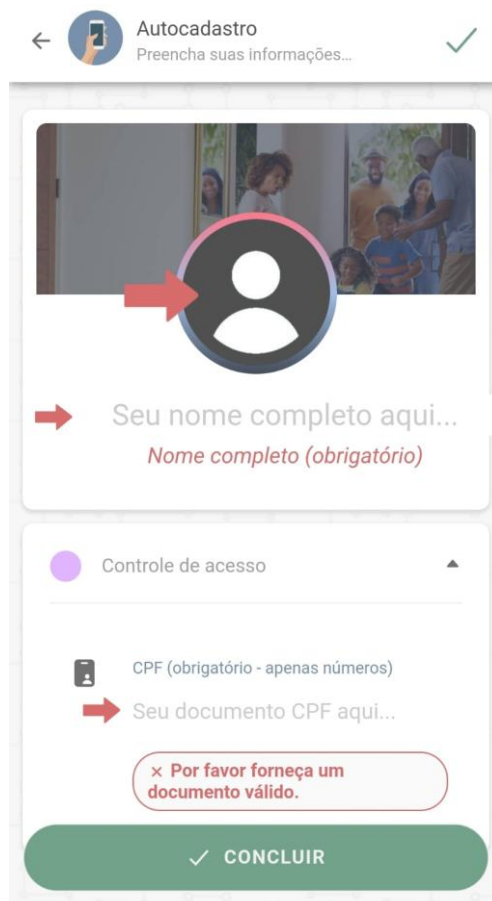 Autocadastro
Preencha suas informações...
Seu nome completo aqui...
Nome completo (obrigatório)
Controle de acesso
CPF (obrigatório - apenas números)
Seu documento CPF aqui...
× Por favor forneça um
documento válido.
✓ CONCLUIR